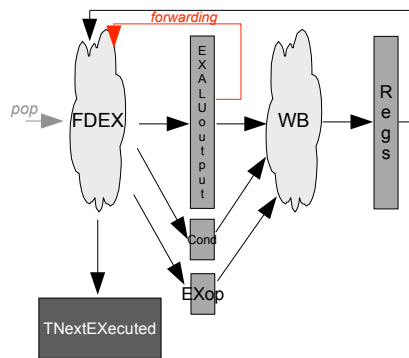 forwarding
pop
FDEX
EXALUoutput
WB
Regs
Cond
EXop
TNextEXecuted